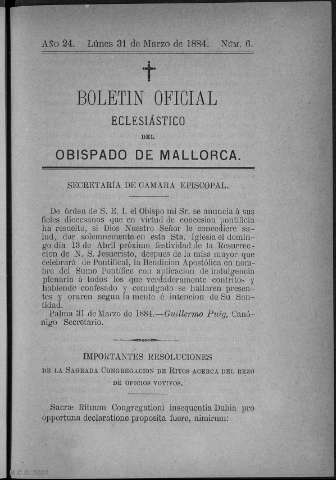 Año 24. Lúnes 31 de Marzo de 1884. Núm. 6.
BOLETIN OFICIAL
ECLESIÁSTICO
DEL
OBISPADO DE MALLORCA.
SECRETARÍA DE CAMARA EPISCOPAL.
De órden de S. E. I. el Obispo mi Sr. se anuncia á sus
fieles diocesanos que en virtud de concesion pontificia
ha resuelto, si Dios Nuestro Señor le concediere sa-
lud, dar solemnemente en esta Sta. Iglesia el domin-
go dia 13 de Abril próximo, festividad de la Resurrec-
cion de N. S. Jesucristo, despues de la misa mayor que
celebrará de Pontifical, la Bendicion Apostólica en nom-
bre del Sumo Pontífice con aplicacion de indulgencia
plenaria á todos los que verdaderamente contritos y
habiendo confesado y comulgado se hallaren presen-
tes y oraren segun la mente é intencion de Su San-
tidad.
Palma 31 de Marzo de 1884.—Guillermo Puig, Canó-
nigo Secretario.
IMPORTANTES RESOLUCIONES
DE LA SAGRADA CONGREGACION DE RITOS ACERCA DEL REZO
DE OFICIOS VOTIVOS.
Sacræ Rituum Congregationi insequentia Dubia pro
opportuna declaratione proposita fuere, nimirum: